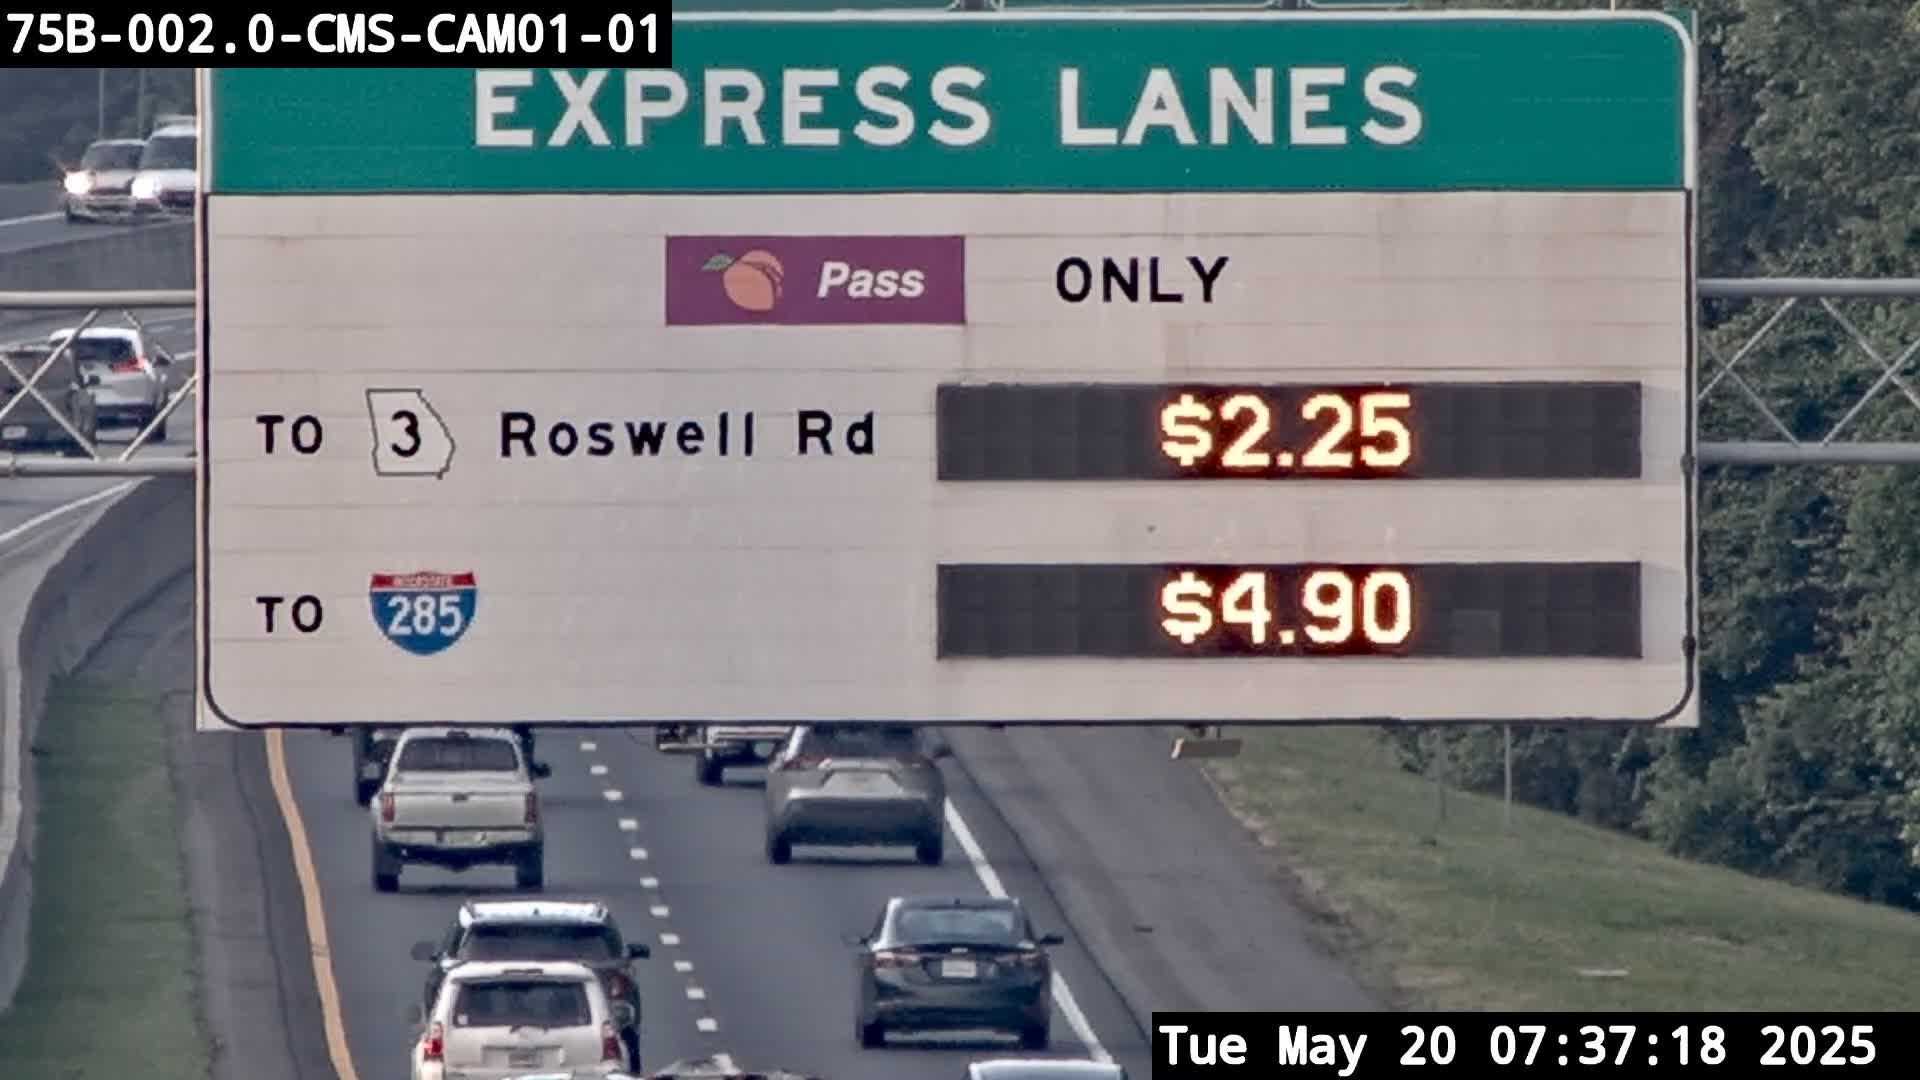 75B-002.0-CMS-CAM01-01
EXPRESS LANES
Pass ONLY
TO 3 Roswell Rd $2.25
INTERSTATE
TO 285 $4.90
Tue May 20 07:37:18 2025